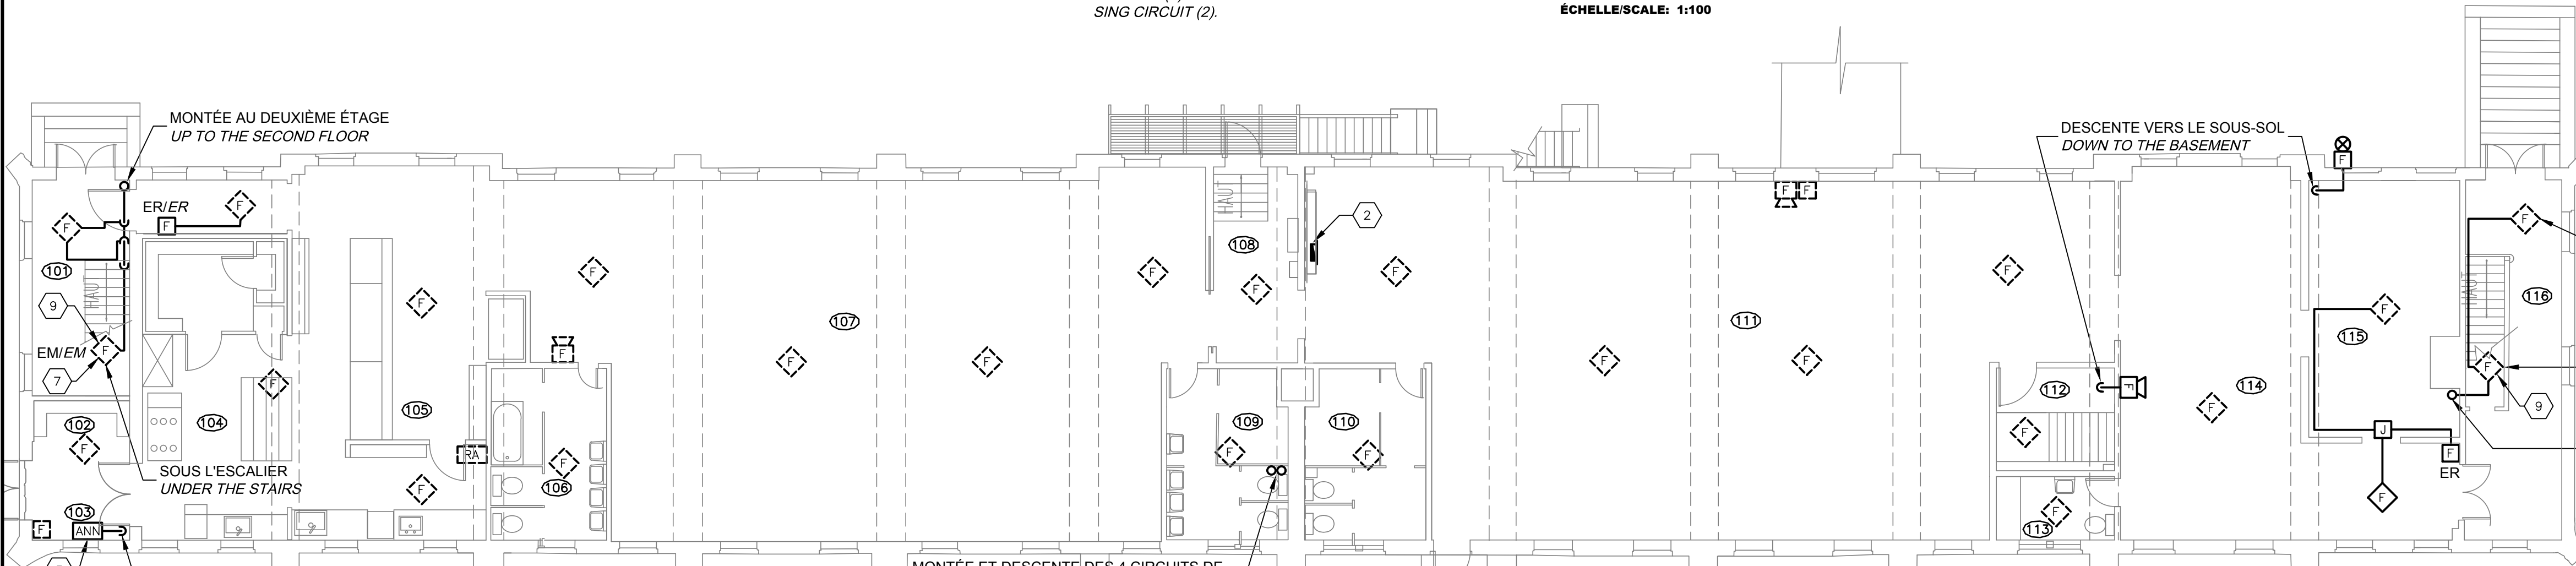 SING CIRCUIT (2).
ÉCHELLE/SCALE: 1:100
MONTÉE AU DEUXIÈME ÉTAGE
UP TO THE SECOND FLOOR
DESCENTE VERS LE SOUS-SOL
DOWN TO THE BASEMENT
F
ER/ER
F
F
F
F
F
2
HAUT
108
F
F
F
F
F
F
F
101
HAUT
9
EM/EM
F
7
F
105
F
F
107
F
F
F
111
F
F
112
F
F
114
F
F
115
HAUT
116
F
9
102
F
104
RA
F
106
F
109
F
110
F
F
J
F
ER
F
SOUS L'ESCALIER
UNDER THE STAIRS
103
F
ANN
113
F
MONTÉE ET DESCENTE DES 4 CIRCUITS DE